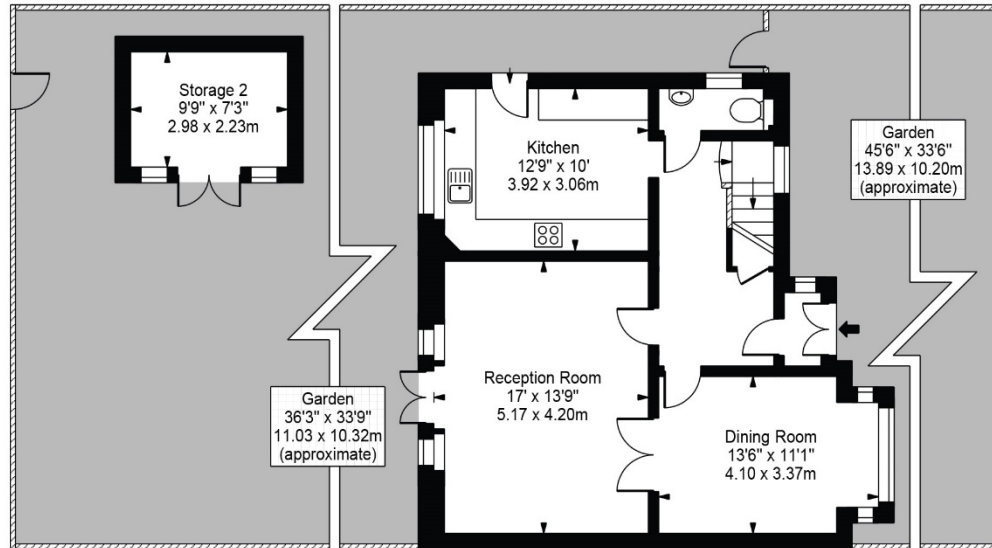 Storage 2
9'9" x 7'3"
2.98 x 2.23m
Kitchen
12'9" x 10'
3.92 x 3.06m
Garden
45'6" x 33'6"
13.89 x 10.20m
(approximate)
Reception Room
17' x 13'9"
5.17 x 4.20m
Garden
36'3" x 33'9"
11.03 x 10.32m
(approximate)
Dining Room
13'6" x 11'1"
4.10 x 3.37m